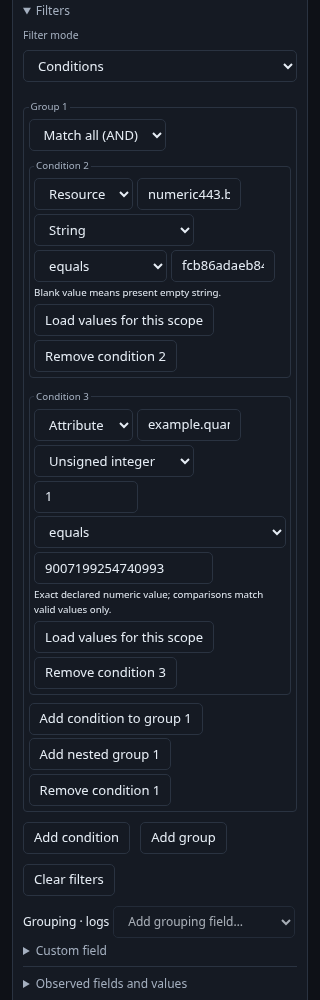 Filters
Filter mode
Conditions
Group 1
Match all (AND)
Condition 2
Resource numeric443.b
String
equals fcb86adaeb84
Blank value means present empty string.
Load values for this scope
Remove condition 2
Condition 3
Attribute example.quan
Unsigned integer
1
equals
9007199254740993
Exact declared numeric value; comparisons match
valid values only.
Load values for this scope
Remove condition 3
Add condition to group 1
Add nested group 1
Remove condition 1
Add condition Add group
Clear filters
Grouping · logs Add grouping field...
Custom field
Observed fields and values